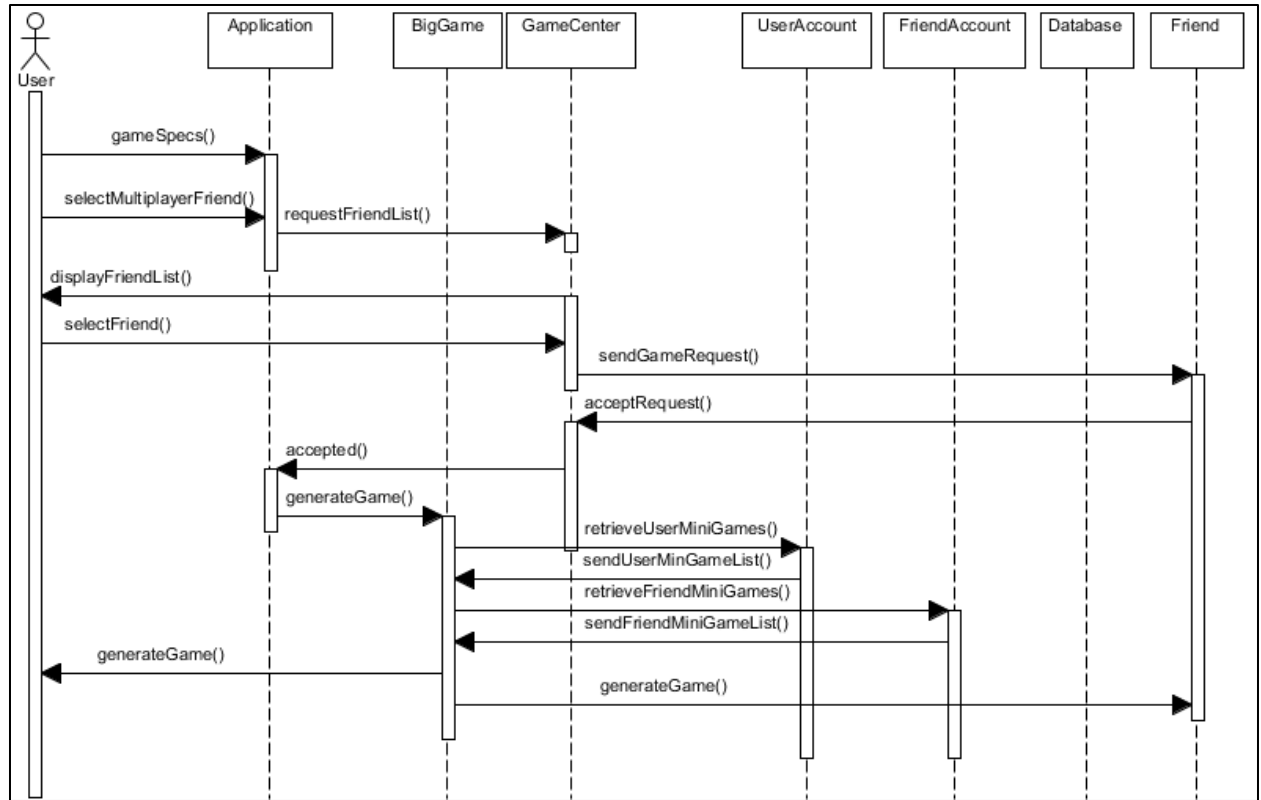 Application
BigGame
GameCenter
UserAccount
FriendAccount
Database
Friend
User
gameSpecs()
selectMultiplayerFriend()
requestFriendList()
displayFriendList()
selectFriend()
sendGameRequest()
acceptRequest()
accepted()
generateGame()
retrieveUserMiniGames()
sendUserMinGameList()
retrieveFriendMiniGames()
sendFriendMiniGameList()
generateGame()
generateGame()